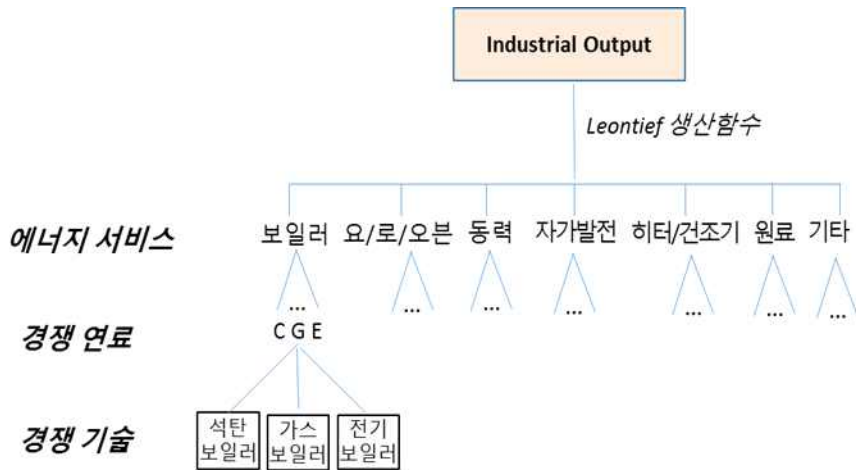 Industrial Output
Leontief 생산함수
에너지 서비스
보일러 요/로/오븐 동력 자가발전 히터/건조기 원료 기타
... ... ... ... ... ... ...
경쟁 연료
C G E
경쟁 기술
석탄
보일러
가스
보일러
전기
보일러